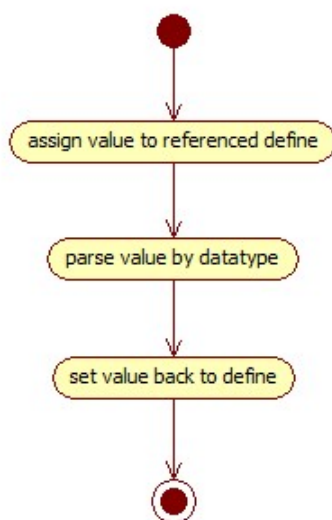 assign value to referenced define
parse value by datatype
set value back to define